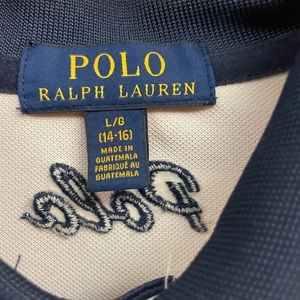 POLO
RALPH LAUREN
L/G
(14-16)
MADE IN
GUATEMALA
FABRIQUÉ AU
GUATEMALA
Polo